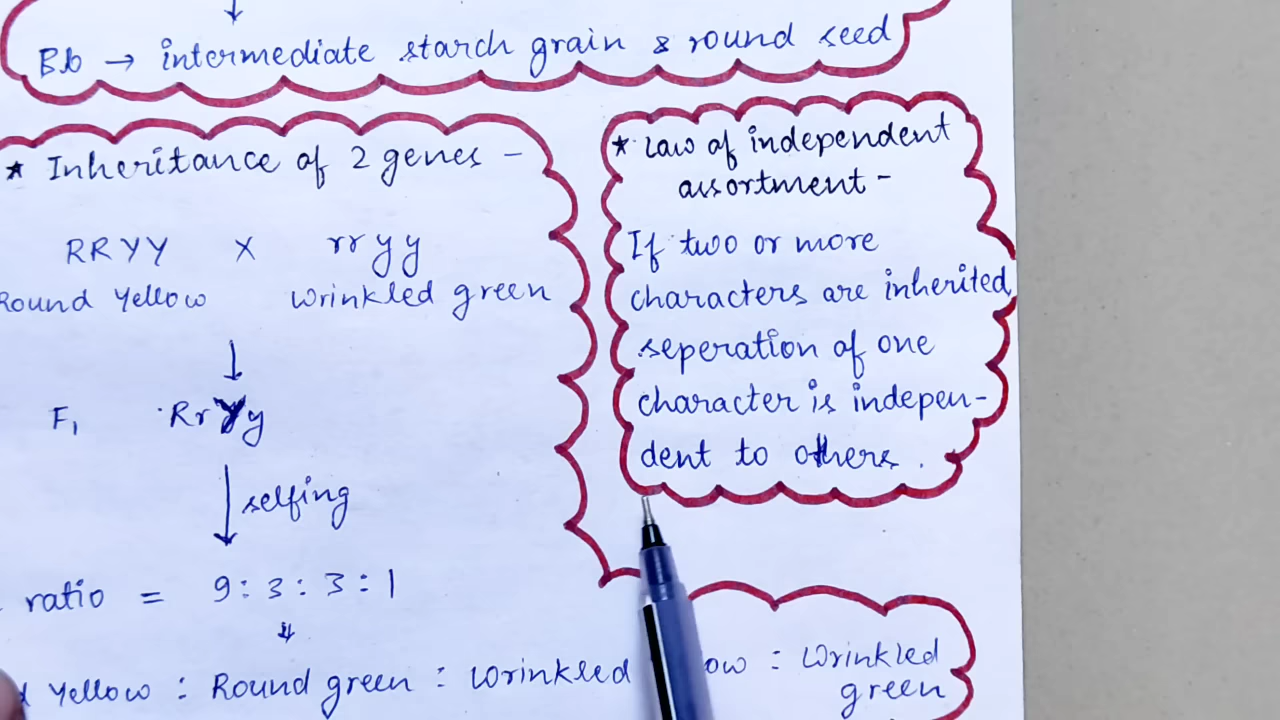 Bb → intermediate starch grain & round seed
* Inheritance of 2 genes -
RRYY X rryy
Round Yellow wrinkled green
F1 RrYy
selfing
ratio = 9:3:3:1
Yellow : Round green : wrinkled : wrinkled
green
* Law of independent
assortment -
If two or more
characters are inherited
seperation of one
character is indepen-
dent to others.